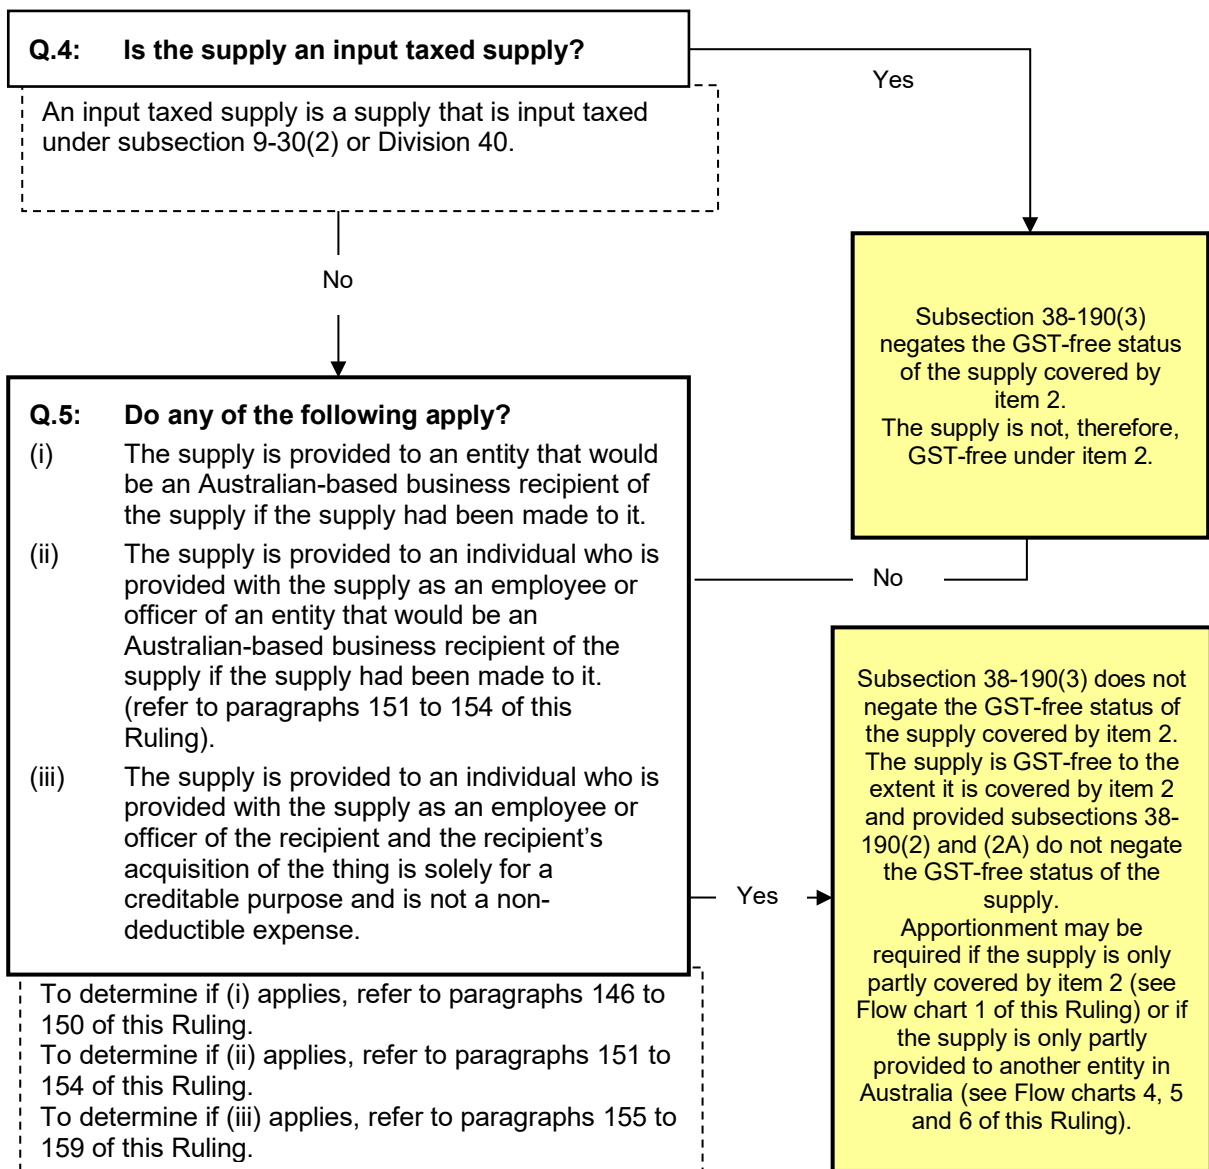 Q.4: Is the supply an input taxed supply?
Yes
An input taxed supply is a supply that is input taxed
under subsection 9-30(2) or Division 40.
No
Subsection 38-190(3)
negates the GST-free status
of the supply covered by
item 2.
The supply is not, therefore,
GST-free under item 2.
Q.5: Do any of the following apply?
(i) The supply is provided to an entity that would
be an Australian-based business recipient of
the supply if the supply had been made to it.
(ii) The supply is provided to an individual who is
provided with the supply as an employee or
officer of an entity that would be an
Australian-based business recipient of the
supply if the supply had been made to it.
(refer to paragraphs 151 to 154 of this
Ruling).
(iii) The supply is provided to an individual who is
provided with the supply as an employee or
officer of the recipient and the recipient's
acquisition of the thing is solely for a
creditable purpose and is not a non-
deductible expense.
No
Yes
Subsection 38-190(3) does not
negate the GST-free status of
the supply covered by item 2.
The supply is GST-free to the
extent it is covered by item 2
and provided subsections 38-
190(2) and (2A) do not negate
the GST-free status of the
supply.
Apportionment may be
required if the supply is only
partly covered by item 2 (see
Flow chart 1 of this Ruling) or if
the supply is only partly
provided to another entity in
Australia (see Flow charts 4, 5
and 6 of this Ruling).
To determine if (i) applies, refer to paragraphs 146 to
150 of this Ruling.
To determine if (ii) applies, refer to paragraphs 151 to
154 of this Ruling.
To determine if (iii) applies, refer to paragraphs 155 to
159 of this Ruling.